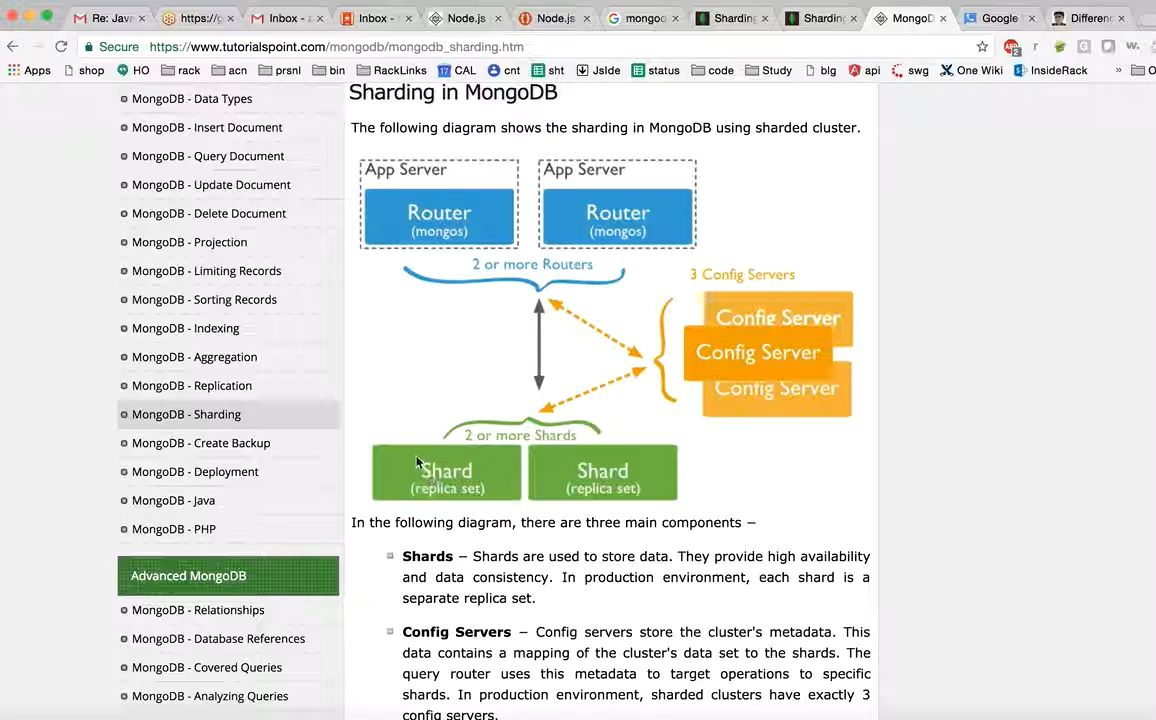 Re: Java
https://g
Inbox - a
Inbox -
Node.js
Node.js
mongoo
Sharding
Sharding
MongoD
Google
Differen
Secure https://www.tutorialspoint.com/mongodb/mongodb_sharding.htm
Apps shop HO rack acn prsnl bin RackLinks CAL cnt sht JsIde status code Study blg api swg One Wiki InsideRack » O
MongoDB - Data Types
MongoDB - Insert Document
MongoDB - Query Document
MongoDB - Update Document
MongoDB - Delete Document
MongoDB - Projection
MongoDB - Limiting Records
MongoDB - Sorting Records
MongoDB - Indexing
MongoDB - Aggregation
MongoDB - Replication
MongoDB - Sharding
MongoDB - Create Backup
MongoDB - Deployment
MongoDB - Java
MongoDB - PHP
Advanced MongoDB
MongoDB - Relationships
MongoDB - Database References
MongoDB - Covered Queries
MongoDB - Analyzing Queries
Sharding in MongoDB
The following diagram shows the sharding in MongoDB using sharded cluster.
App Server
Router
(mongos)
App Server
Router
(mongos)
2 or more Routers
3 Config Servers
Config Server
Config Server
Config Server
2 or more Shards
Shard
(replica set)
Shard
(replica set)
In the following diagram, there are three main components −
Shards − Shards are used to store data. They provide high availability
and data consistency. In production environment, each shard is a
separate replica set.
Config Servers − Config servers store the cluster's metadata. This
data contains a mapping of the cluster's data set to the shards. The
query router uses this metadata to target operations to specific
shards. In production environment, sharded clusters have exactly 3
config servers.